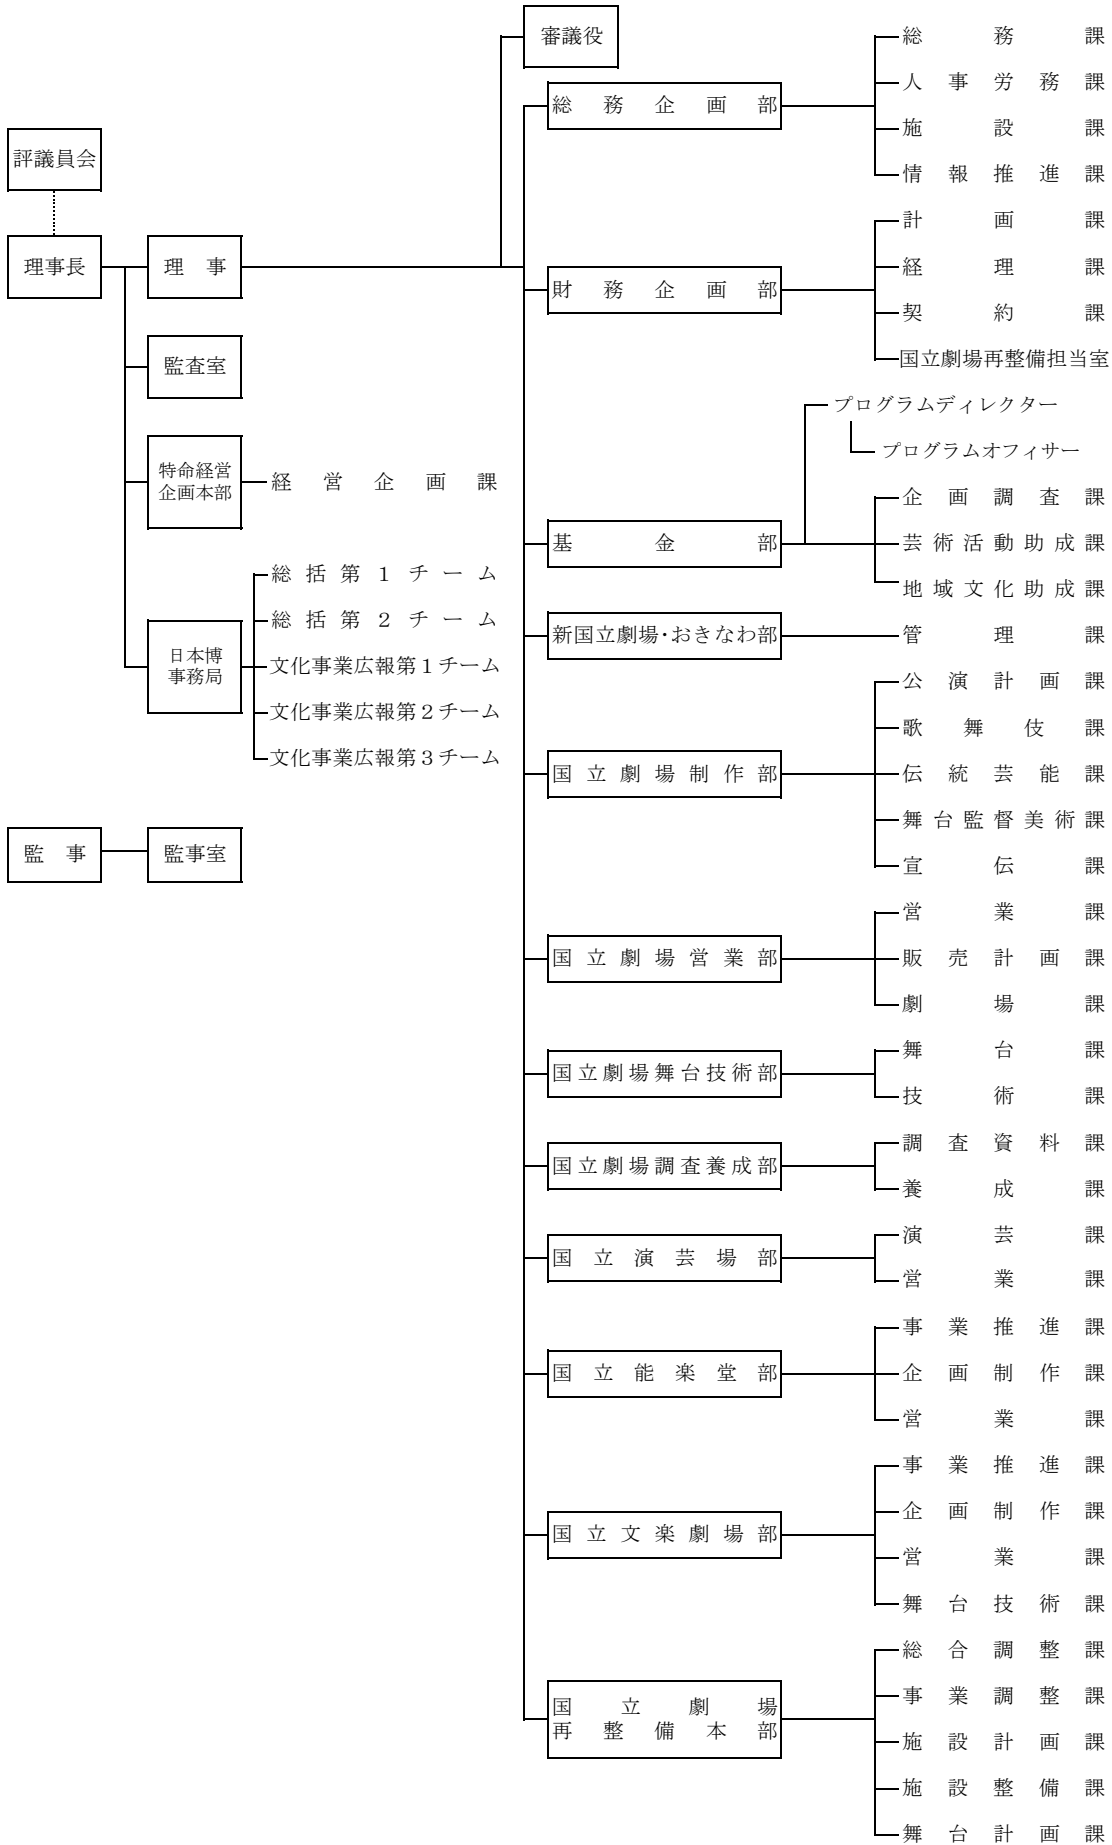 評議員会
理事長
理事
監査室
特命経営
企画本部
経営企画課
日本博
事務局
総括第1チーム
総括第2チーム
文化事業広報第1チーム
文化事業広報第2チーム
文化事業広報第3チーム
監事
監事室
審議役
総務企画部
総務課
人事労務課
施設課
情報推進課
財務企画部
計画課
経理課
契約課
国立劇場再整備担当室
基金部
プログラムディレクター
プログラムオフィサー
企画調査課
芸術活動助成課
地域文化助成課
新国立劇場・おきなわ部
管理課
国立劇場制作部
公演計画課
歌舞伎課
伝統芸能課
舞台監督美術課
宣伝課
国立劇場営業部
営業課
販売計画課
劇場課
国立劇場舞台技術部
舞台課
技術課
国立劇場調査養成部
調査資料課
養成課
国立演芸場部
演芸課
営業課
国立能楽堂部
事業推進課
企画制作課
営業課
国立文楽劇場部
事業推進課
企画制作課
営業課
舞台技術課
国立劇場
再整備本部
総合調整課
事業調整課
施設計画課
施設整備課
舞台計画課